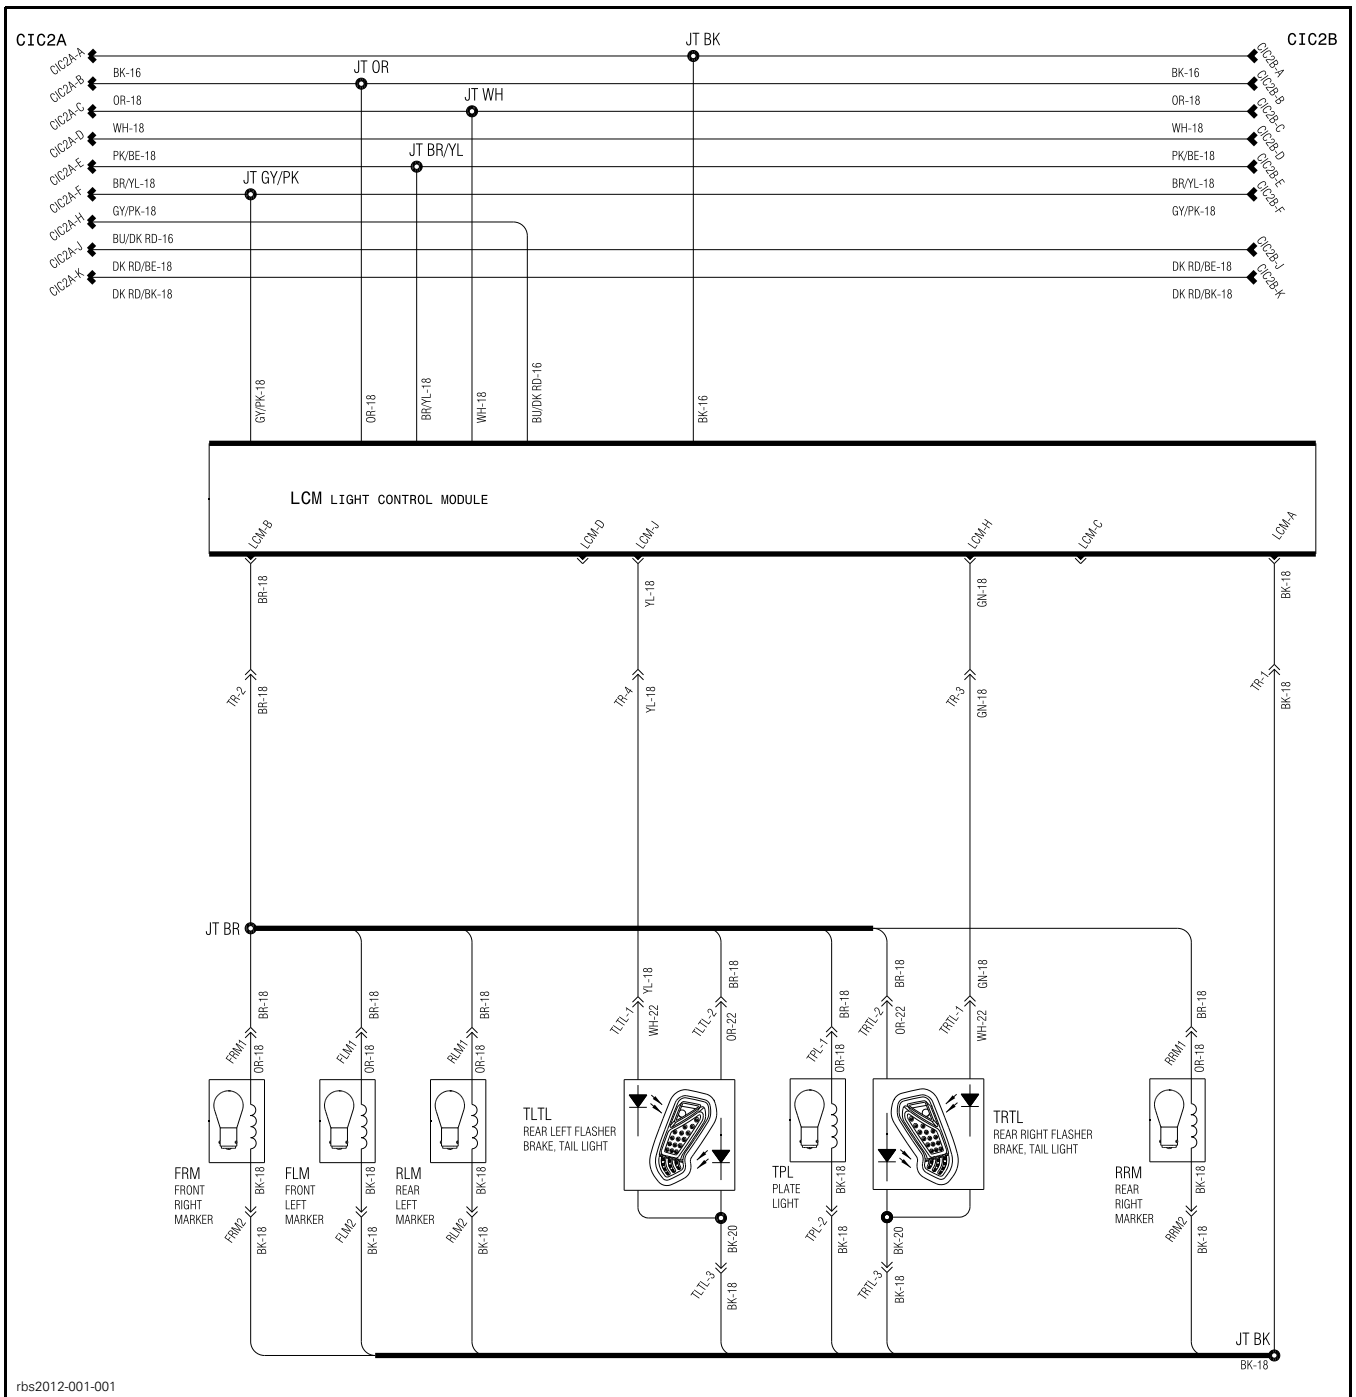 CIC2A
CIC2B
JT BK
CIC2A-A
CIC2B-A
BK-16
BK-16
JT OR
CIC2A-B
CIC2B-B
OR-18
OR-18
JT WH
CIC2A-C
CIC2B-C
WH-18
WH-18
CIC2A-D
CIC2B-D
PK/BE-18
PK/BE-18
JT BR/YL
CIC2A-E
CIC2B-E
BR/YL-18
BR/YL-18
JT GY/PK
CIC2A-F
CIC2B-F
GY/PK-18
GY/PK-18
CIC2A-H
BU/DK RD-16
CIC2A-J
CIC2B-J
DK RD/BE-18
DK RD/BE-18
CIC2A-K
CIC2B-K
DK RD/BK-18
DK RD/BK-18
GY/PK-18
OR-18
BR/YL-18
WH-18
BU/DK RD-16
BK-16
LCM LIGHT CONTROL MODULE
LCM-B
LCM-D
LCM-J
LCM-H
LCM-C
LCM-A
BR-18
YL-18
GN-18
BK-18
TR-2
TR-4
TR-3
TR-1
BR-18
YL-18
GN-18
BK-18
JT BR
BR-18
BR-18
BR-18
YL-18
BR-18
BR-18
BR-18
GN-18
BR-18
FRM1
FLM1
RLM1
TLTL-1
TLTL-2
TPL-1
TRTL-2
TRTL-1
RRM1
OR-18
OR-18
OR-18
WH-22
OR-22
OR-18
OR-22
WH-22
OR-18
TLTL
REAR LEFT FLASHER
BRAKE, TAIL LIGHT
TRTL
REAR RIGHT FLASHER
BRAKE, TAIL LIGHT
FRM
FRONT
RIGHT
MARKER
FLM
FRONT
LEFT
MARKER
RLM
REAR
LEFT
MARKER
TPL
PLATE
LIGHT
RRM
REAR
RIGHT
MARKER
BK-18
BK-18
BK-18
BK-18
BK-18
FRM2
FLM2
RLM2
TPL-2
RRM2
BK-18
BK-18
BK-18
BK-20
BK-18
BK-20
BK-18
TLTL-3
TRTL-3
BK-18
BK-18
JT BK
BK-18
rbs2012-001-001